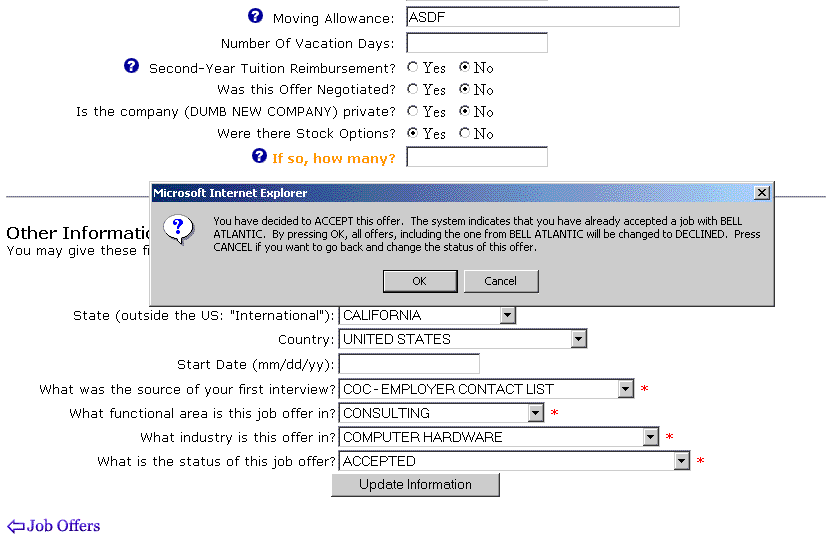 ? Moving Allowance: ASDF
Number Of Vacation Days:
? Second-Year Tuition Reimbursement? Yes No
Was this Offer Negotiated? Yes No
Is the company (DUMB NEW COMPANY) private? Yes No
Were there Stock Options? Yes No
? If so, how many?
Microsoft Internet Explorer
You have decided to ACCEPT this offer. The system indicates that you have already accepted a job with BELL
ATLANTIC. By pressing OK, all offers, including the one from BELL ATLANTIC will be changed to DECLINED. Press
CANCEL if you want to go back and change the status of this offer.
OK Cancel
Other Informatio
You may give these fi
State (outside the US: "International"): CALIFORNIA
Country: UNITED STATES
Start Date (mm/dd/yy):
What was the source of your first interview? COC - EMPLOYER CONTACT LIST *
What functional area is this job offer in? CONSULTING *
What industry is this offer in? COMPUTER HARDWARE *
What is the status of this job offer? ACCEPTED *
Update Information
Job Offers